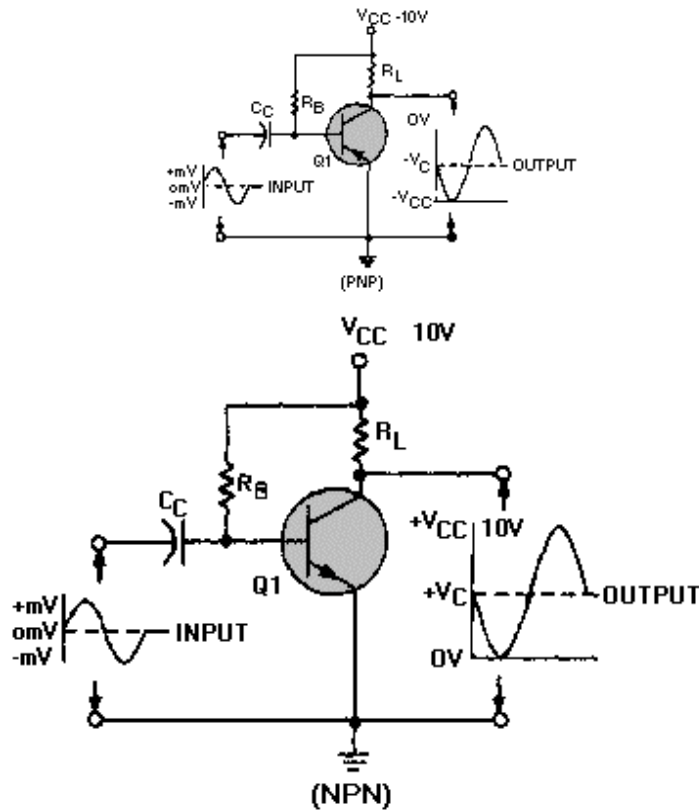 VCC -10V
RL
CC
RB
Q1
0V
+mV
omV
-mV
INPUT
-VC
OUTPUT
-VCC
(PNP)
VCC 10V
RL
RB
CC
Q1
+VCC 10V
+mV
omV
-mV
INPUT
+VC
OUTPUT
0V
(NPN)